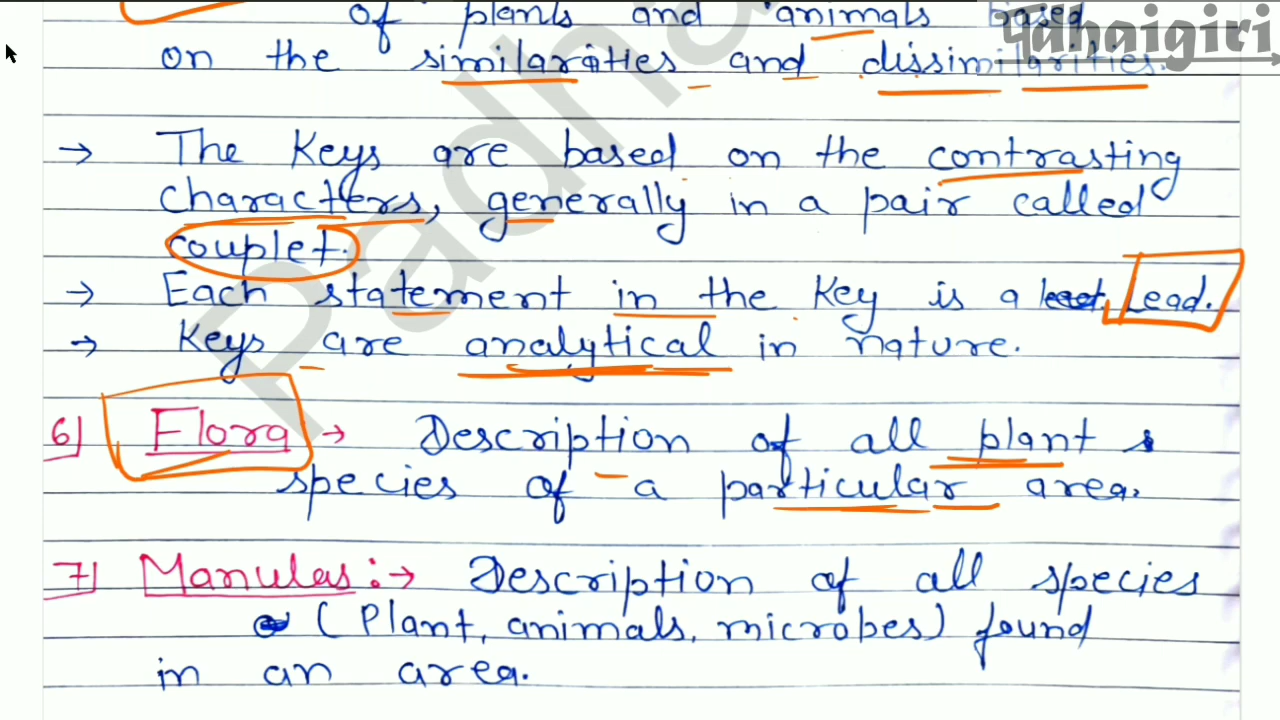 of plants and animals based
on the similarities and dissimilarities.
Padhaigiri
→ The Keys are based on the contrasting
characters, generally in a pair called
couplet.
→ Each statement in the Key is a Lead.
→ Keys are analytical in nature.
6] Flora → Description of all plant
species of a particular area.
7] Manulas :→ Description of all species
(Plant, animals, microbes) found
in an area.
Padha